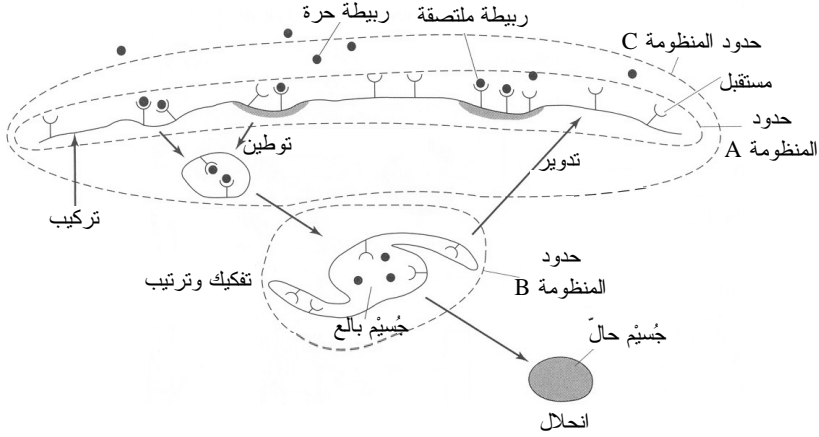 ربيطة حرة
ربيطة ملتصقة
حدود المنظومة C
مستقبل
حدود
المنظومة A
توطين
تدوير
تركيب
حدود
المنظومة B
تفكيك وترتيب
جُسيْم بالع
جُسيْم حالّ
انحلال